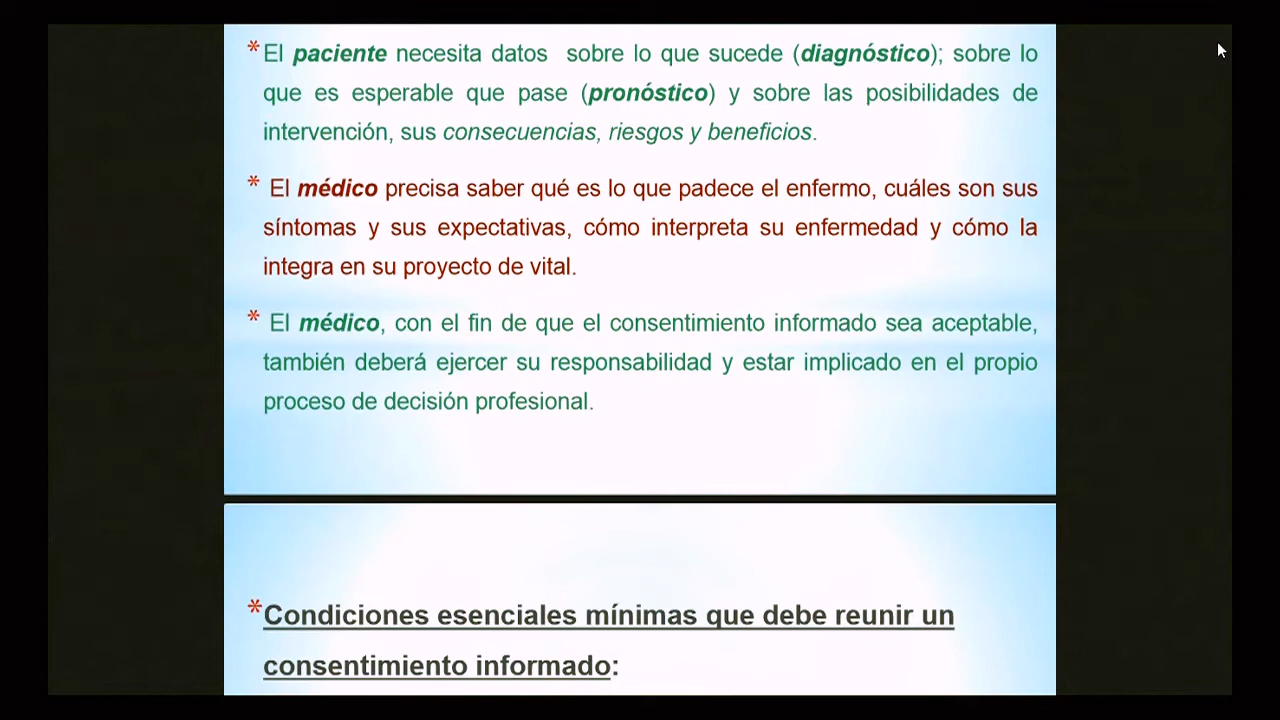 *El paciente necesita datos sobre lo que sucede (diagnóstico); sobre lo
que es esperable que pase (pronóstico) y sobre las posibilidades de
intervención, sus consecuencias, riesgos y beneficios.
* El médico precisa saber qué es lo que padece el enfermo, cuáles son sus
síntomas y sus expectativas, cómo interpreta su enfermedad y cómo la
integra en su proyecto de vital.
* El médico, con el fin de que el consentimiento informado sea aceptable,
también deberá ejercer su responsabilidad y estar implicado en el propio
proceso de decisión profesional.
*Condiciones esenciales mínimas que debe reunir un
consentimiento informado: